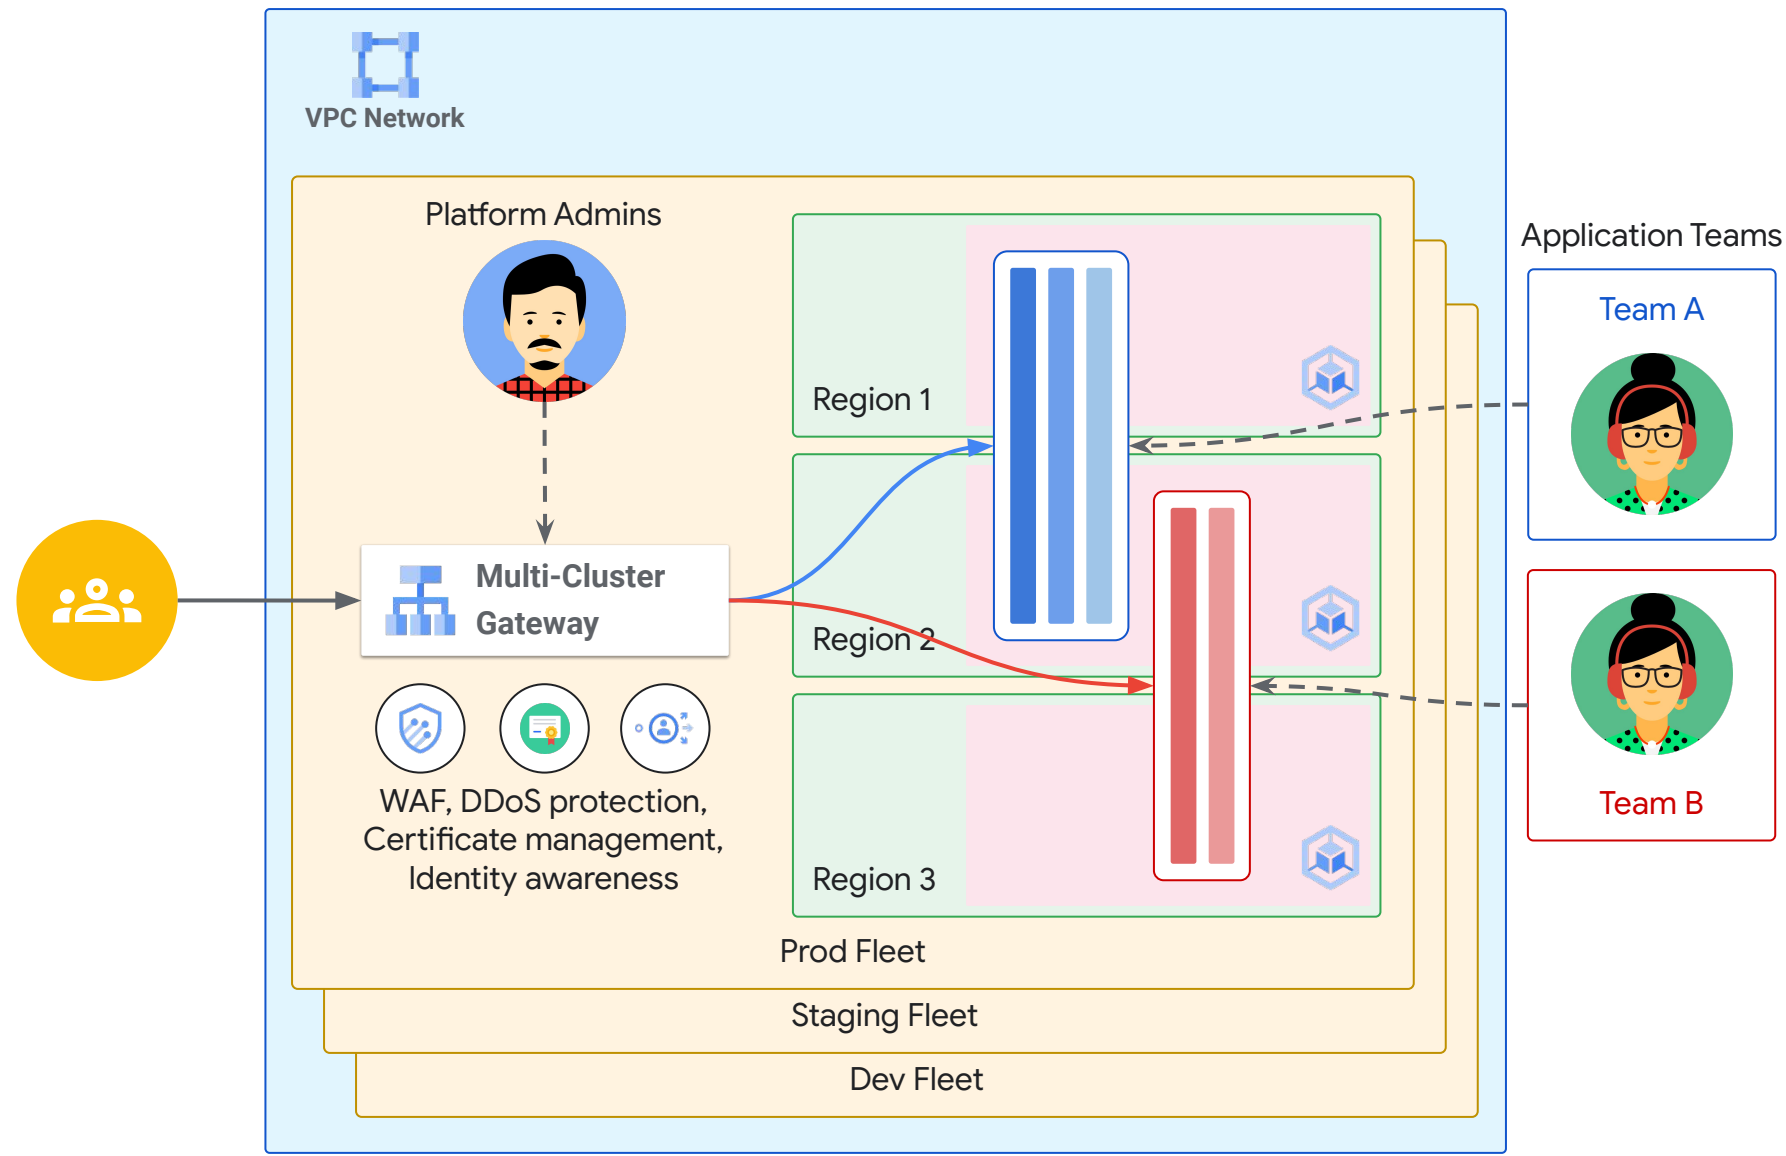 VPC Network
Platform Admins
Application Teams
Team A
Region 1
Multi-Cluster
Gateway
Region 2
WAF, DDoS protection,
Certificate management,
Identity awareness
Team B
Region 3
Prod Fleet
Staging Fleet
Dev Fleet